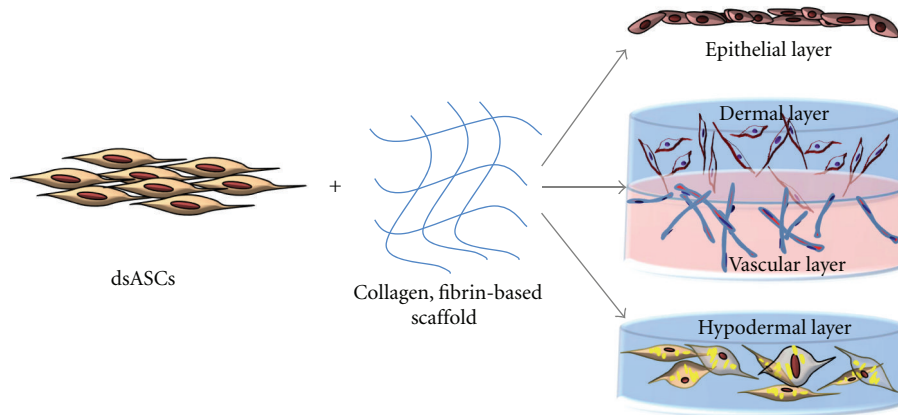 Epithelial layer
Dermal layer
+
dsASCs
Vascular layer
Collagen, fibrin-based
scaffold
Hypodermal layer